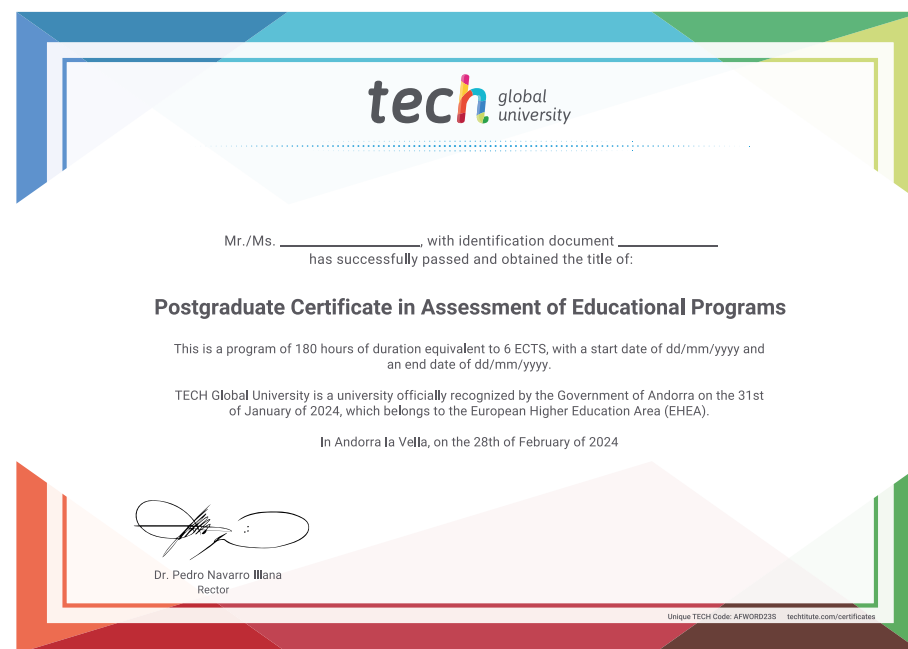 tech global university
Mr./Ms. ____________________, with identification document ______________
has successfully passed and obtained the title of:
Postgraduate Certificate in Assessment of Educational Programs
This is a program of 180 hours of duration equivalent to 6 ECTS, with a start date of dd/mm/yyyy and
an end date of dd/mm/yyyy.
TECH Global University is a university officially recognized by the Government of Andorra on the 31st
of January of 2024, which belongs to the European Higher Education Area (EHEA).
In Andorra la Vella, on the 28th of February of 2024
Dr. Pedro Navarro Illana
Rector
Unique TECH Code: AFWORD23S techtitute.com/certificates